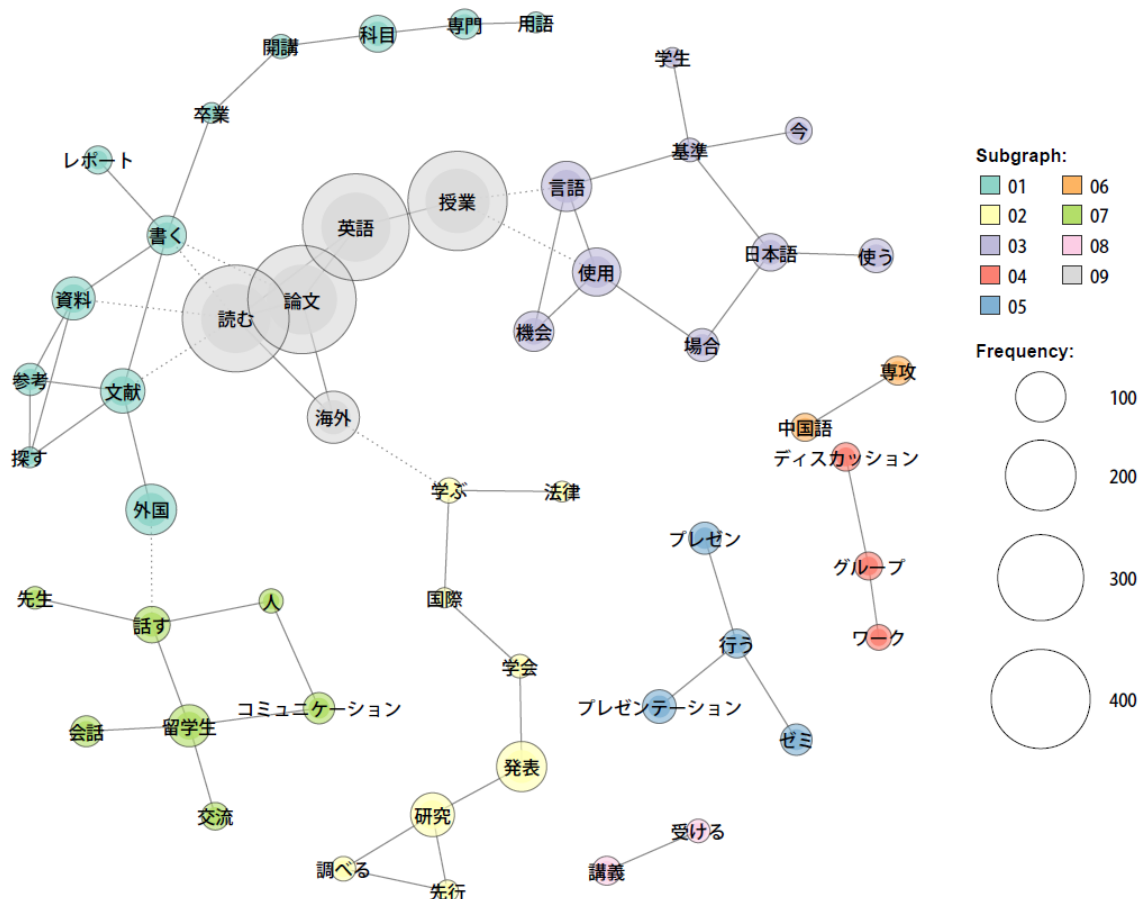 科目
専門
用語
開講
学生
卒業
今
レポート
基準
言語
授業
英語
書く
日本語
使う
使用
資料
論文
読む
機会
場合
参考
文献
専攻
海外
中国語
ディスカッション
探す
学ぶ
法律
外国
プレゼン
グループ
先生
国際
人
話す
ワーク
行う
学会
コミュニケーション
プレゼンテーション
会話
留学生
ゼミ
発表
交流
研究
受ける
調べる
講義
先行
Subgraph:
01
06
02
07
03
08
04
09
05
Frequency:
100
200
300
400